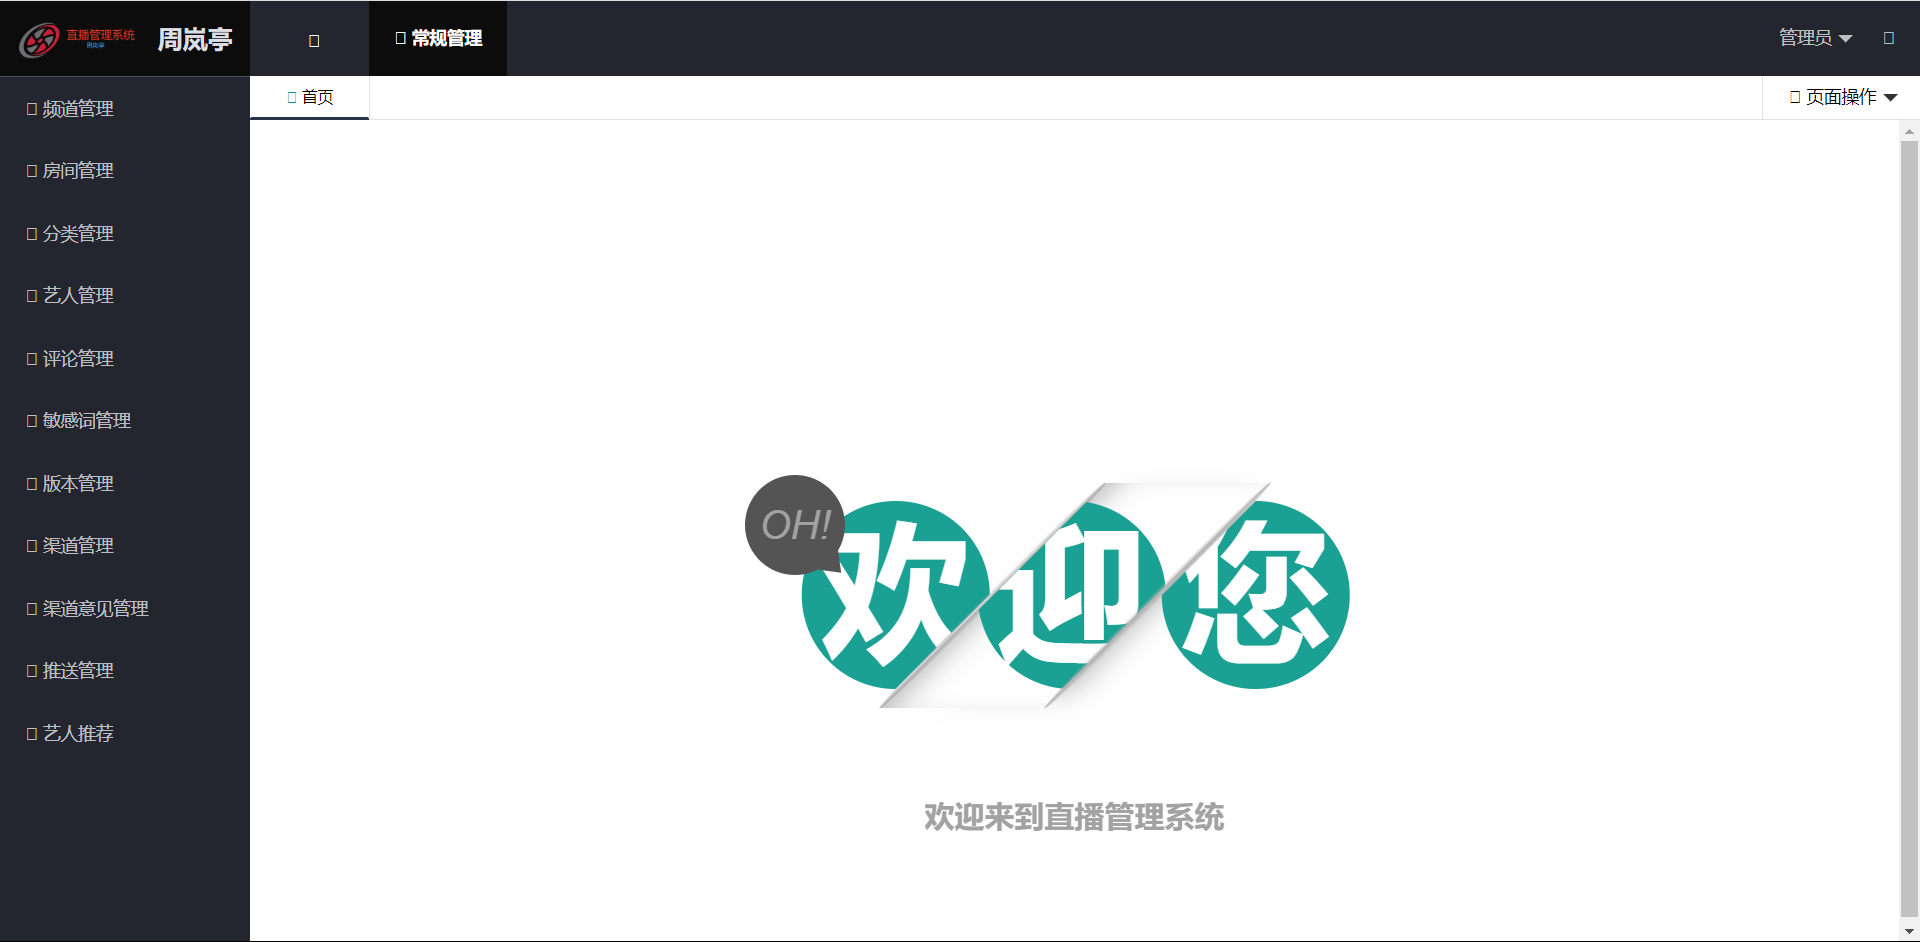 直播管理系统
周岚亭
周岚亭
常规管理
管理员
频道管理
房间管理
分类管理
艺人管理
评论管理
敏感词管理
版本管理
渠道管理
渠道意见管理
推送管理
艺人推荐
首页
页面操作
OH!
欢迎您
欢迎来到直播管理系统